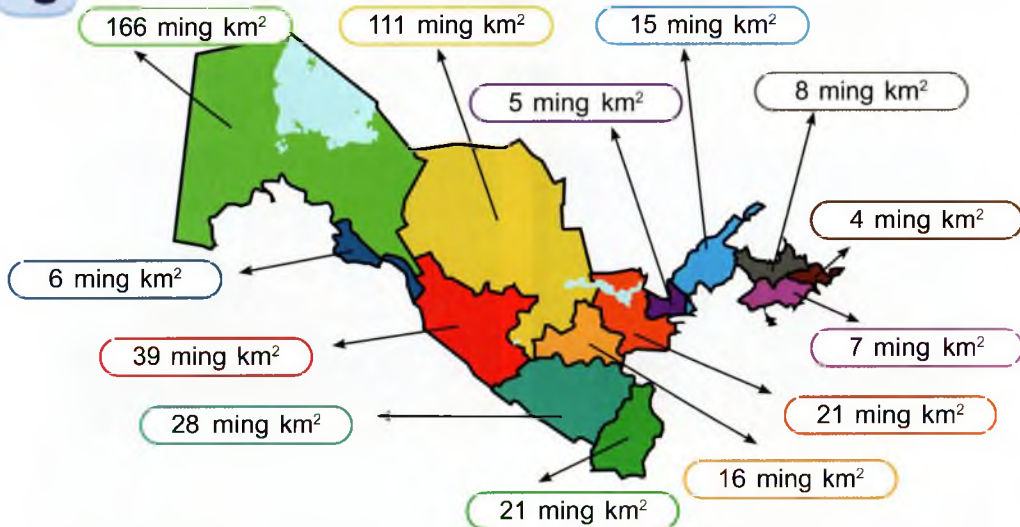 166 ming km²
111 ming km²
15 ming km²
5 ming km²
8 ming km²
4 ming km²
6 ming km²
39 ming km²
7 ming km²
28 ming km²
21 ming km²
16 ming km²
21 ming km²